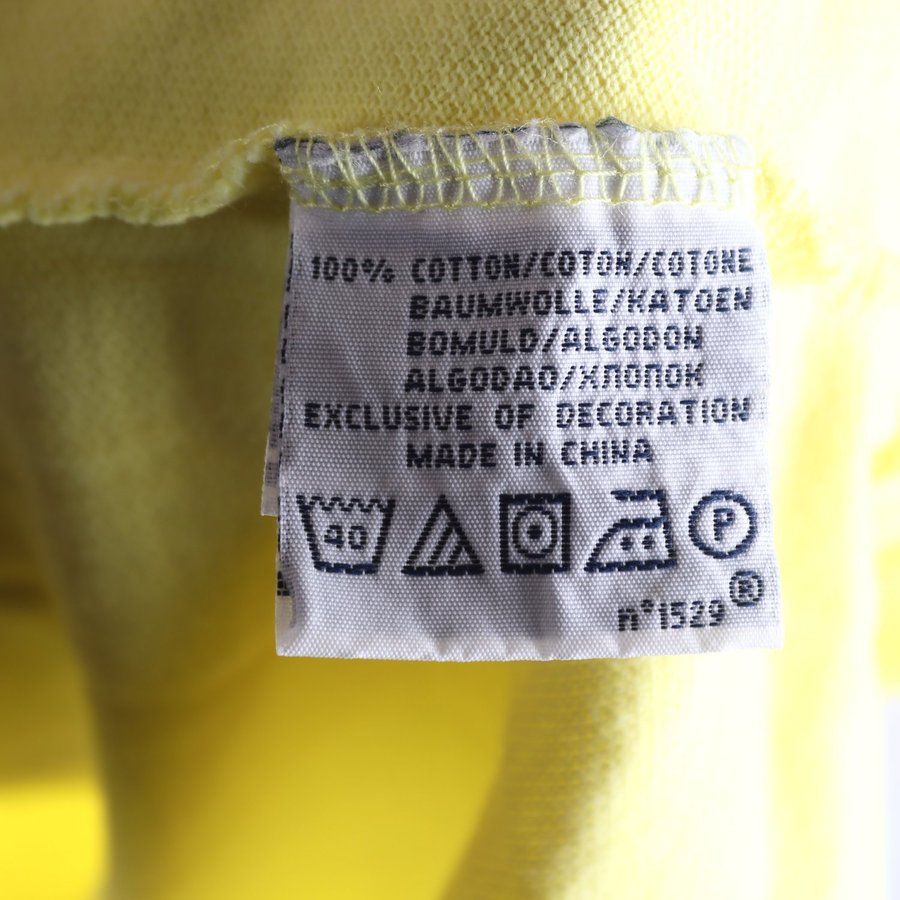 100% COTTON/COTON/COTONE
BAUMWOLLE/KATOEN
BOMULD/ALGODON
ALGODAO/ХЛОПОК
EXCLUSIVE OF DECORATION
MADE IN CHINA
40
P
n°1529®